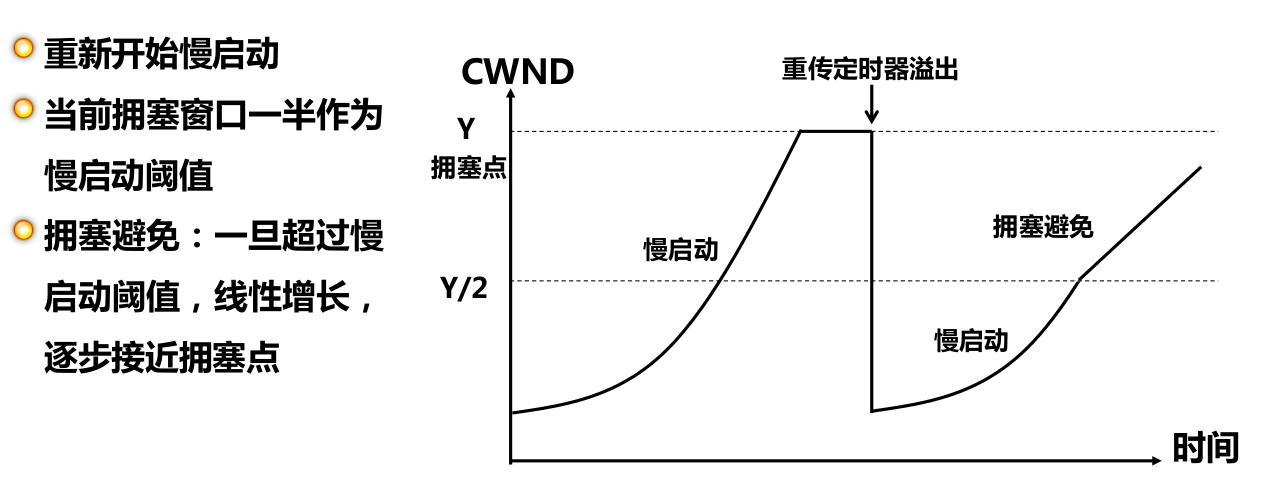 重新开始慢启动
当前拥塞窗口一半作为
慢启动阈值
拥塞避免：一旦超过慢
启动阈值，线性增长，
逐步接近拥塞点
CWND
重传定时器溢出
Y
拥塞点
慢启动
拥塞避免
Y/2
慢启动
时间